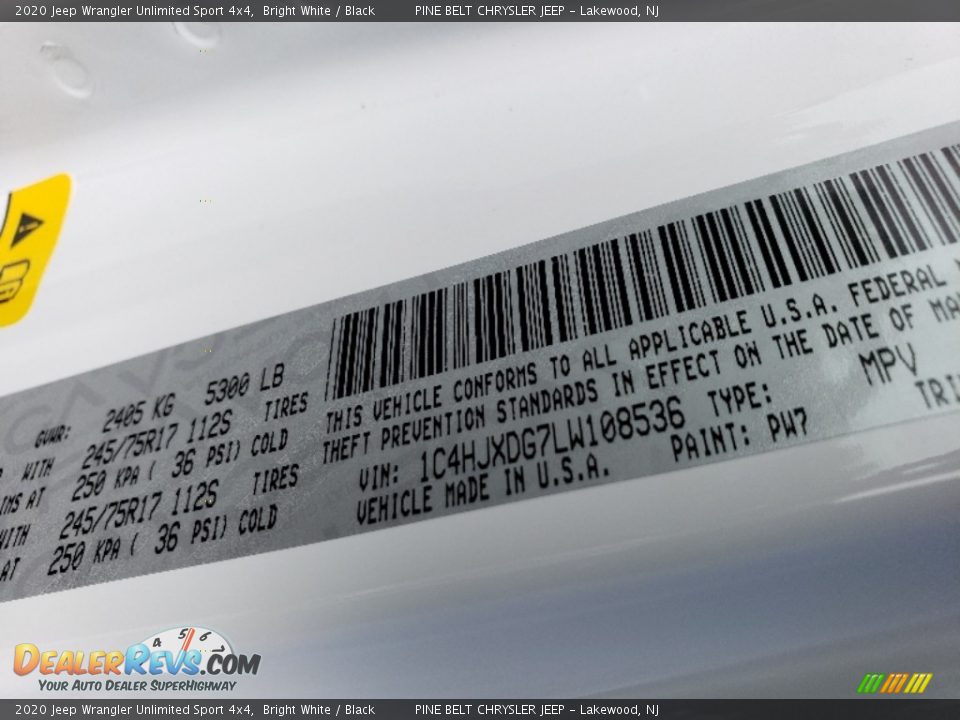 2020 Jeep Wrangler Unlimited Sport 4x4, Bright White / Black PINE BELT CHRYSLER JEEP - Lakewood, NJ
GVWR: 2405 KG 5300 LB
WITH 245/75R17 112S TIRES
AT 250 KPA ( 36 PSI) COLD
WITH 245/75R17 112S TIRES
AT 250 KPA ( 36 PSI) COLD
THIS VEHICLE CONFORMS TO ALL APPLICABLE U.S.A. FEDERAL
THEFT PREVENTION STANDARDS IN EFFECT ON THE DATE OF
VIN: 1C4HJXDG7LW108536 TYPE: MPV
VEHICLE MADE IN U.S.A. PAINT: PW7
4 5 6
DEALERREVS.COM
YOUR AUTO DEALER SUPERHIGHWAY
2020 Jeep Wrangler Unlimited Sport 4x4, Bright White / Black PINE BELT CHRYSLER JEEP - Lakewood, NJ